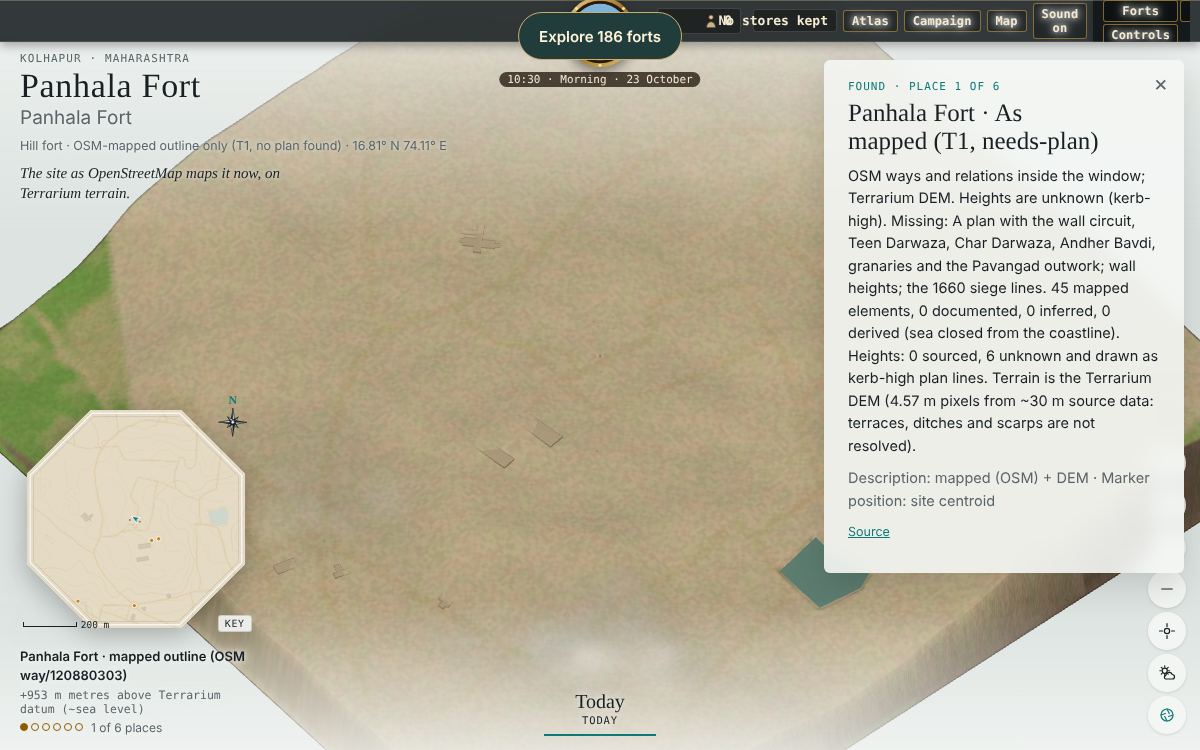 Explore 186 forts
stores kept
Atlas
Campaign
Map
Sound on
Forts
Controls
10:30 · Morning · 23 October
KOLHAPUR · MAHARASHTRA
Panhala Fort
Panhala Fort
Hill fort · OSM-mapped outline only (T1, no plan found) · 16.81° N 74.11° E
The site as OpenStreetMap maps it now, on
Terrarium terrain.
FOUND · PLACE 1 OF 6
Panhala Fort · As
mapped (T1, needs-plan)
OSM ways and relations inside the window;
Terrarium DEM. Heights are unknown (kerb-
high). Missing: A plan with the wall circuit,
Teen Darwaza, Char Darwaza, Andher Bavdi,
granaries and the Pavangad outwork; wall
heights; the 1660 siege lines. 45 mapped
elements, 0 documented, 0 inferred, 0
derived (sea closed from the coastline).
Heights: 0 sourced, 6 unknown and drawn as
kerb-high plan lines. Terrain is the Terrarium
DEM (4.57 m pixels from ~30 m source data:
terraces, ditches and scarps are not
resolved).
Description: mapped (OSM) + DEM · Marker
position: site centroid
Source
N
200 m
KEY
Panhala Fort · mapped outline (OSM
way/120880303)
+953 m metres above Terrarium
datum (~sea level)
1 of 6 places
Today
TODAY